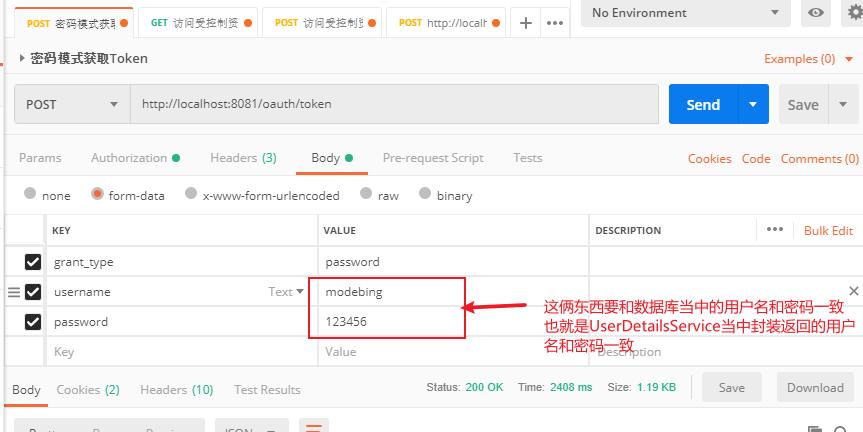 POST 密码模式获取
GET 访问受控制资
POST 访问受控制资
POST http://localh
+
•••
No Environment
密码模式获取Token
Examples (0)
POST
http://localhost:8081/oauth/token
Send
Save
Params
Authorization
Headers (3)
Body
Pre-request Script
Tests
Cookies
Code
Comments (0)
none
form-data
x-www-form-urlencoded
raw
binary
KEY
VALUE
DESCRIPTION
•••
Bulk Edit
grant_type
password
username
Text
modebing
password
123456
这俩东西要和数据库当中的用户名和密码一致
也就是UserDetailsService当中封装返回的用户
名和密码一致
Key
Value
Description
Body
Cookies (2)
Headers (10)
Test Results
Status: 200 OK
Time: 2408 ms
Size: 1.19 KB
Save
Download